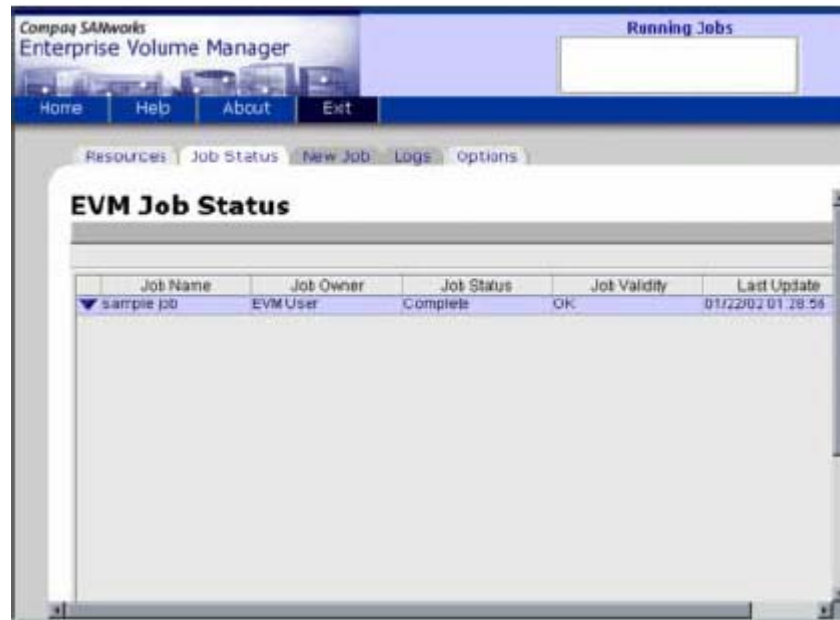 Compaq SANworks
Enterprise Volume Manager
Running Jobs
Home Help About Exit
Resources Job Status New Job Logs Options
EVM Job Status
Job Name Job Owner Job Status Job Validity Last Update
sample job EVM User Complete OK 01/22/02 01:28:56